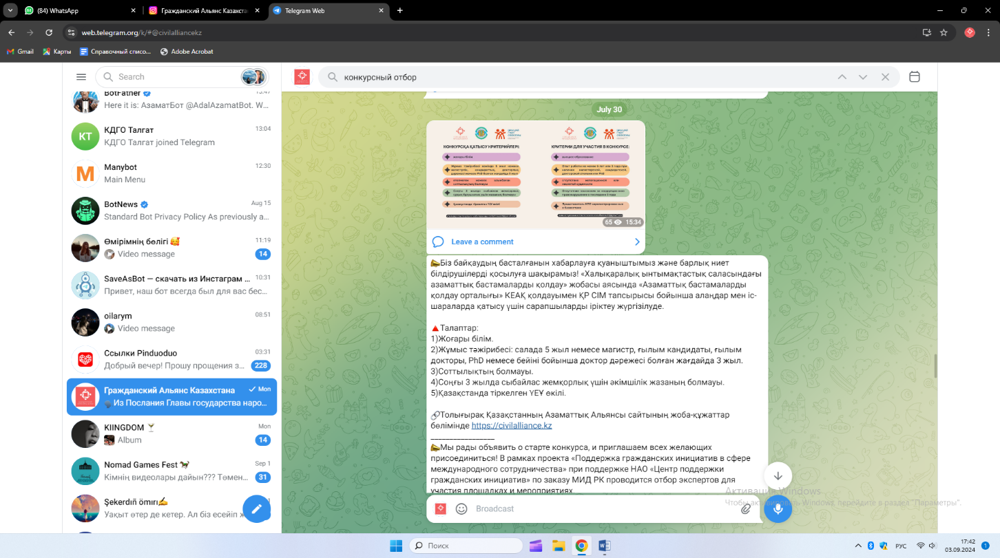 (84) WhatsApp
Гражданский Альянс Казахста
Telegram Web
web.telegram.org/k/#@civilalliancekz
Gmail
Карты
Справочный списо...
Adobe Acrobat
Search
конкурсный отбор
BotFather
13:47
Here it is: АзаматБот @AdalAzamatBot. W...
КТ
КДГО Талгат
13:04
КДГО Талгат joined Telegram
Manybot
12:30
Main Menu
BotNews
Aug 15
Standard Bot Privacy Policy As previously a...
Өмірімнің бөлігі 🥰
11:19
Video message
14
SaveAsBot — скачать из Инстаграм ...
10:31
Привет, наш бот всегда был для вас бес...
oilarym
08:51
Video message
Ссылки Pinduoduo
03:31
Добрый вечер! Прошу прощения з...
228
Гражданский Альянс Казахстана
Mon
🗣 Из Послания Главы государства наро...
KIINGDOM 🍸
Mon
Album
14
Nomad Games Fest 🐎
Sep 1
Кімнің видеолары дайын??? Төмен...
31
Şekerdıñ ömırı✍
Уақыт өтер де кетер. Ал біз есейіп ж
July 30
КОНКУРСҚА ҚАТЫСУ КРИТЕРИЙЛЕР:
КРИТЕРИИ ДЛЯ УЧАСТИЯ В КОНКУРСЕ:
65
15:34
Leave a comment
📣Біз байқаудың басталғанын хабарлауға қуаныштымыз және барлық ниет
білдірушілерді қосылуға шақырамыз! «Халықаралық ынтымақтастық саласындағы
азаматтық бастамаларды қолдау» жобасы аясында «Азаматтық бастамаларды
қолдау орталығы» КЕАҚ қолдауымен ҚР СІМ тапсырысы бойынша алаңдар мен іс-
шараларда қатысу үшін сарапшыларды іріктеу жүргізілуде.
🔺Талаптар:
1)Жоғары білім.
2)Жұмыс тәжірибесі: салада 5 жыл немесе магистр, ғылым кандидаты, ғылым
докторы, PhD немесе бейіні бойынша доктор дәрежесі болған жағдайда 3 жыл.
3)Соттылықтың болмауы.
4)Соңғы 3 жылда сыбайлас жемқорлық үшін әкімшілік жазаның болмауы.
5)Қазақстанда тіркелген ҮЕҰ өкілі.
🔗Толығырақ Қазақстанның Азаматтық Альянсы сайтының жоба-құжаттар
бөлімінде https://civilalliance.kz
_________________
📣Мы рады объявить о старте конкурса, и приглашаем всех желающих
присоединиться! В рамках проекта «Поддержка гражданских инициатив в сфере
международного сотрудничества» при поддержке НАО «Центр поддержки
гражданских инициатив» по заказу МИД РК проводится отбор экспертов для
участия площадках и мероприятиях
Broadcast
Активация Windows
Чтобы активировать Windows, перейдите в раздел "Параметры".
Поиск
РУС
17:42
03.09.2024
1